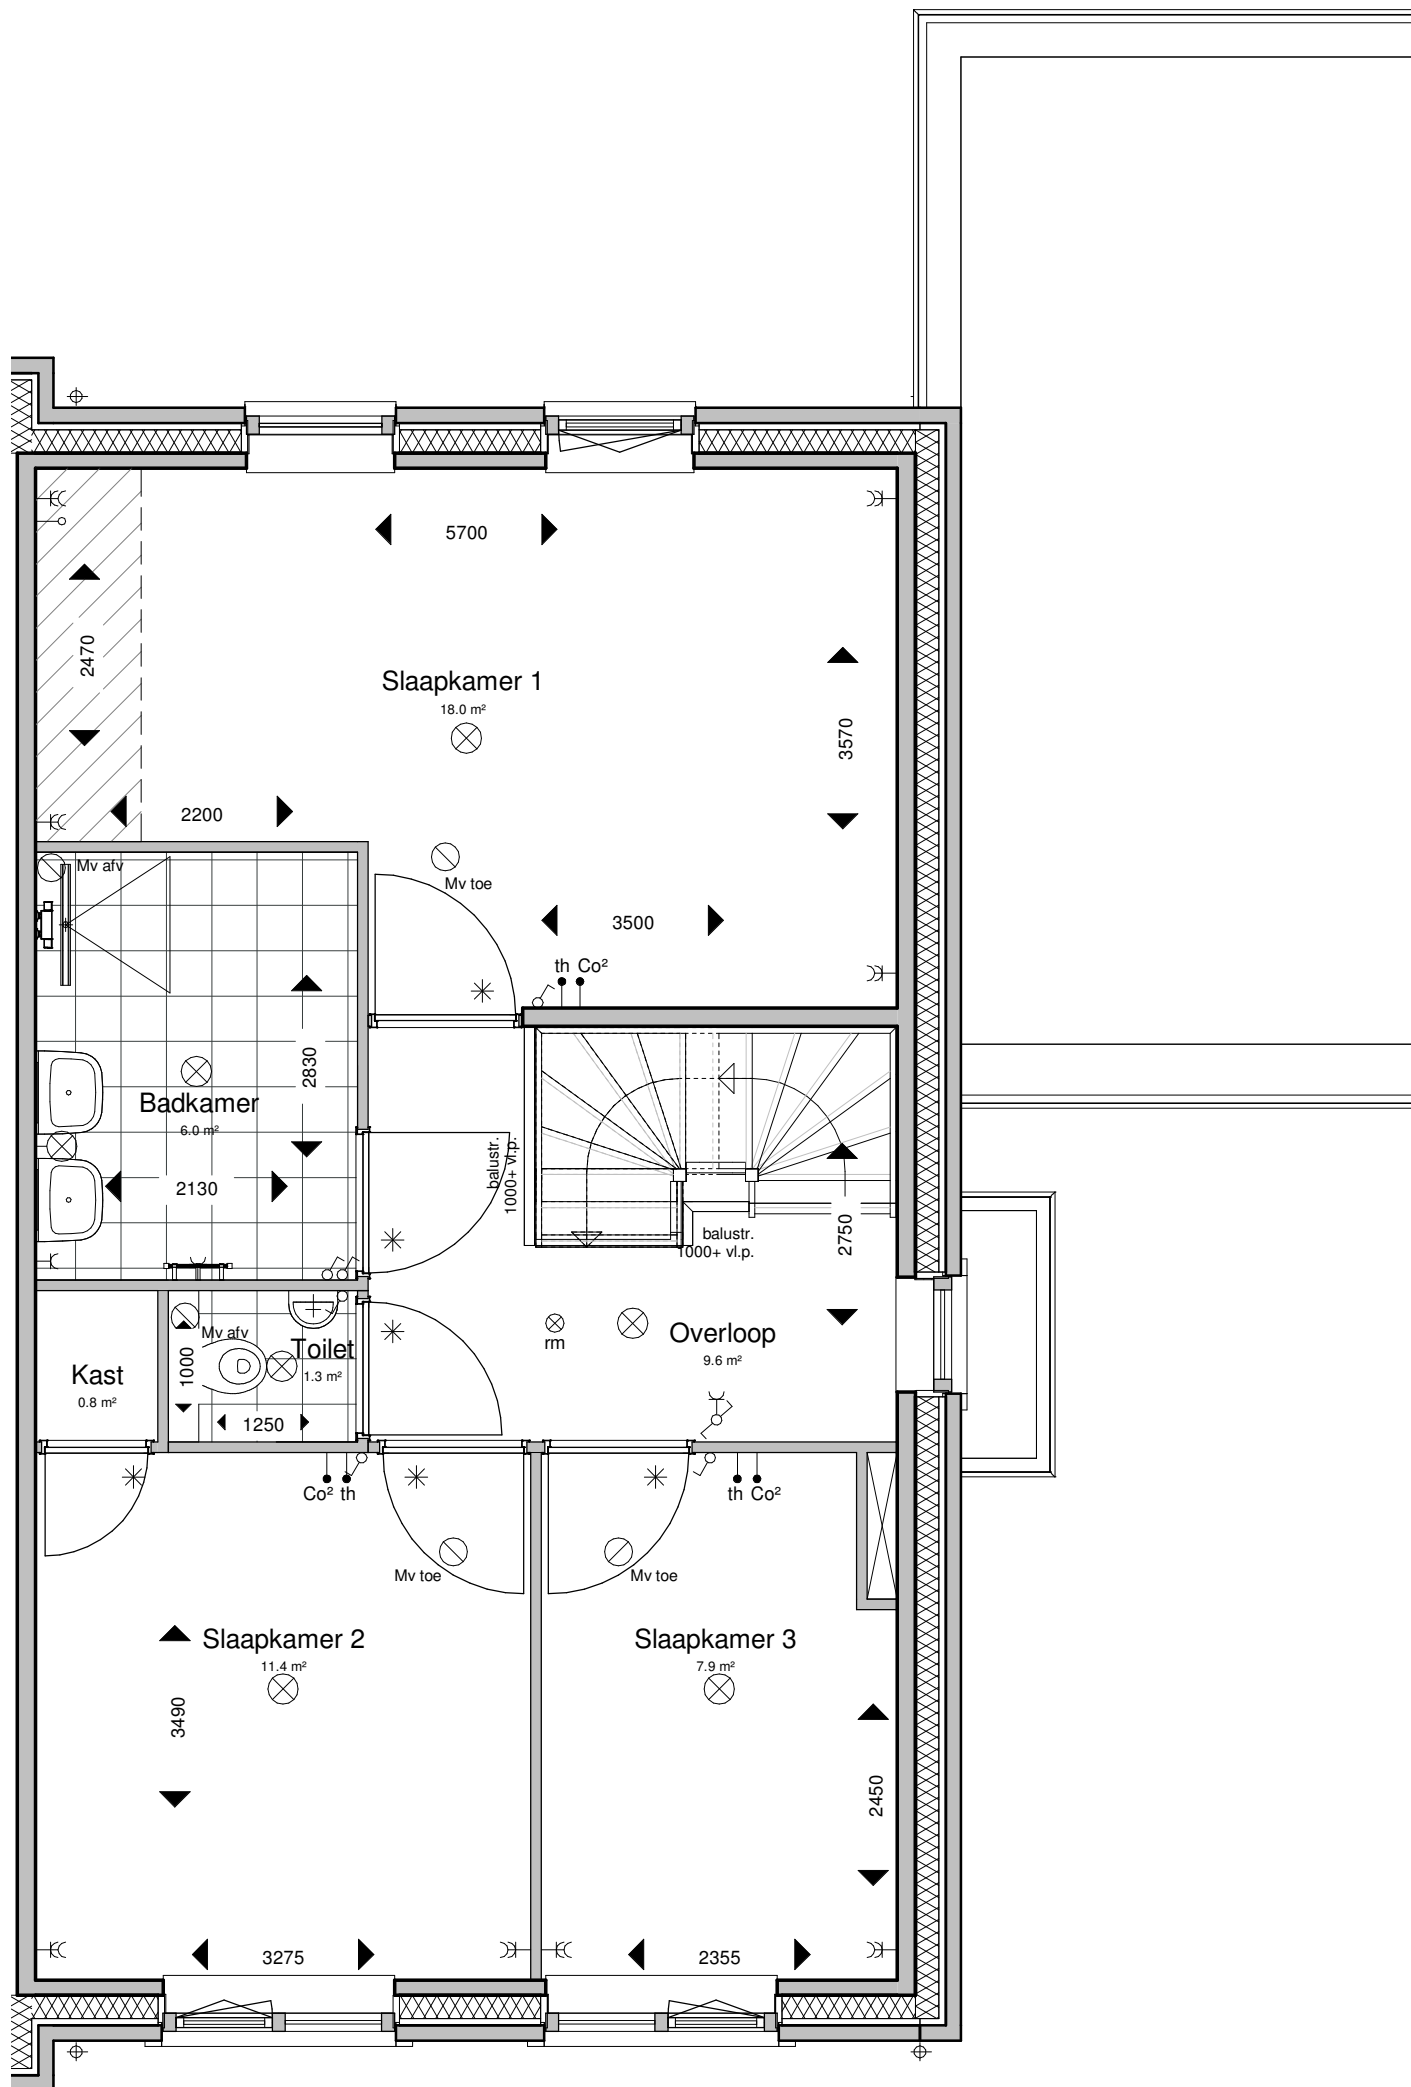 5700
2470
Slaapkamer 1
18.0 m²
3570
2200
Mv afv
Mv toe
3500
th Co²
2830
Badkamer
6.0 m²
balustr.
1000+ vl.p.
2130
balustr.
1000+ vl.p.
2750
Mv afv
Toilet
1.3 m²
1000
1250
rm
Overloop
9.6 m²
Kast
0.8 m²
Co² th
th Co²
Mv toe
Mv toe
Slaapkamer 2
11.4 m²
Slaapkamer 3
7.9 m²
3490
2450
3275
2355